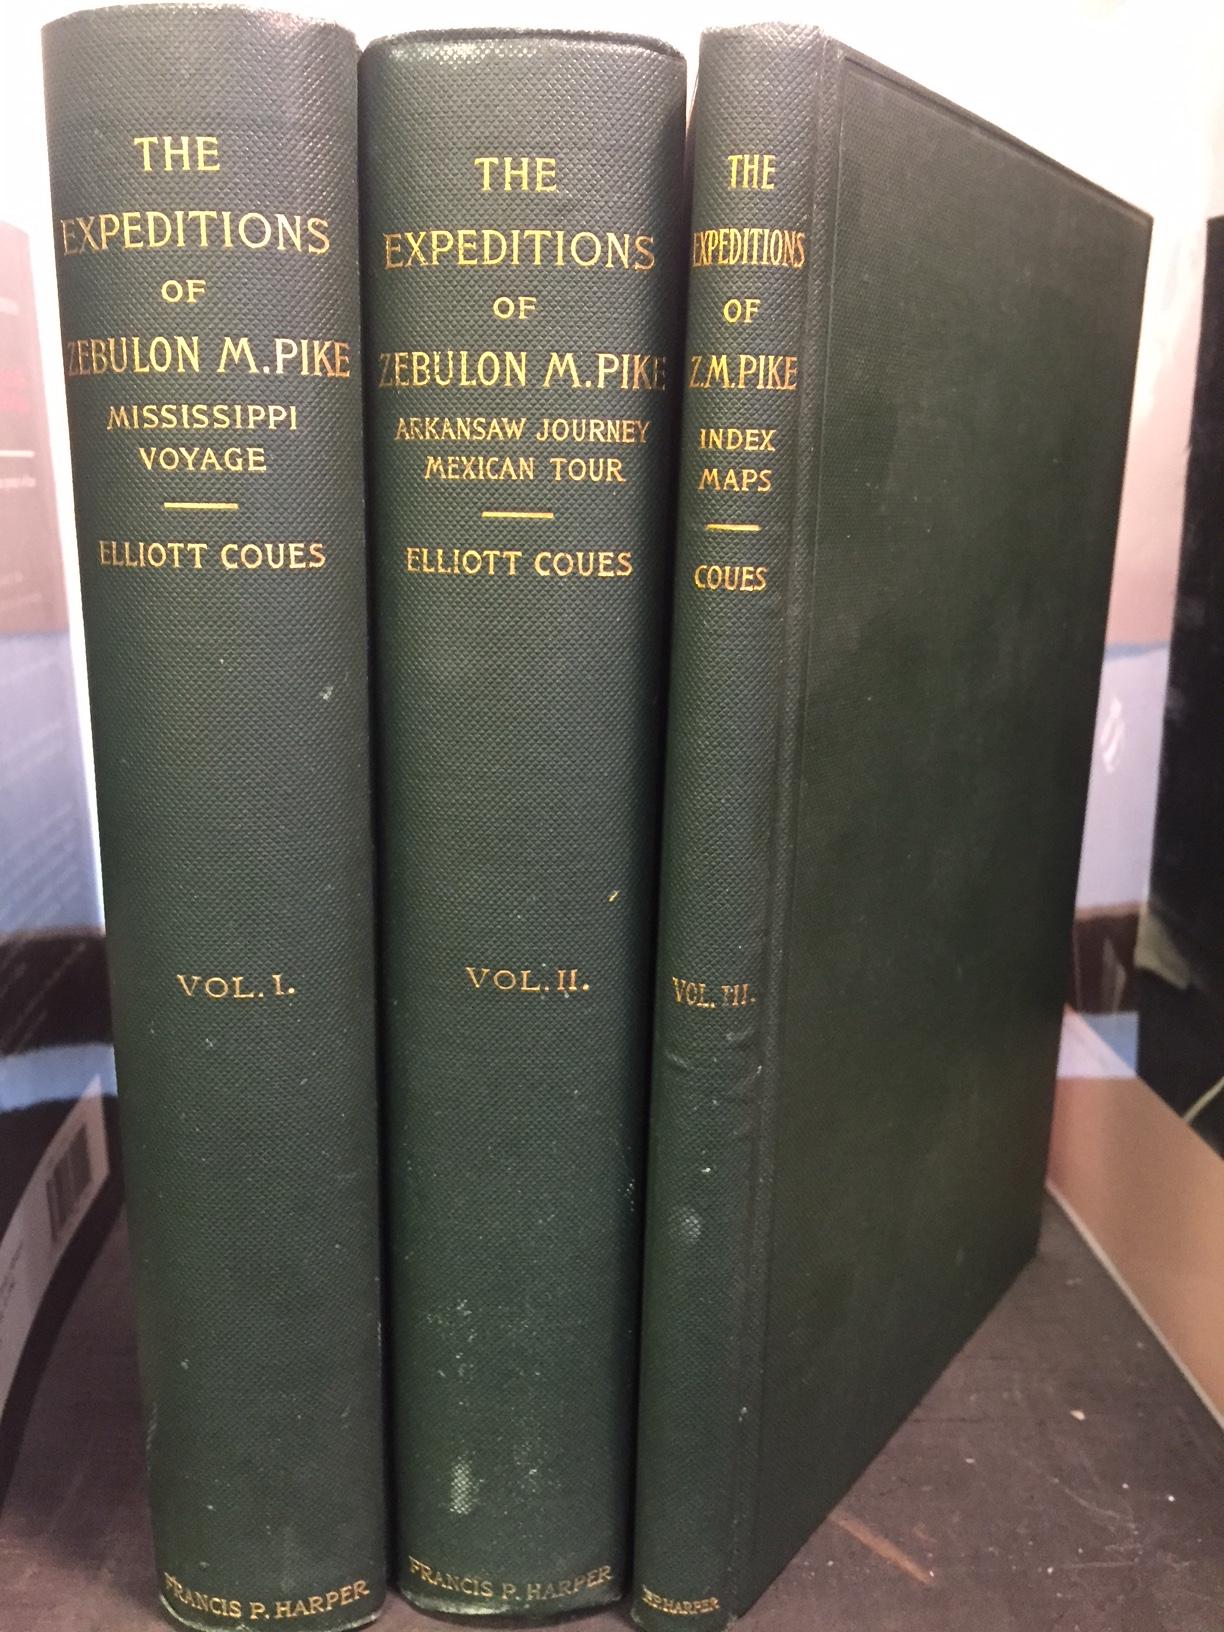 THE
EXPEDITIONS
OF
ZEBULON M. PIKE
MISSISSIPPI
VOYAGE
ELLIOTT COUES
VOL. I.
FRANCIS P. HARPER
THE
EXPEDITIONS
OF
ZEBULON M. PIKE
ARKANSAW JOURNEY
MEXICAN TOUR
ELLIOTT COUES
VOL. II.
FRANCIS P. HARPER
THE
EXPEDITIONS
OF
Z.M. PIKE
INDEX
MAPS
COUES
VOL. III.
F.P. HARPER